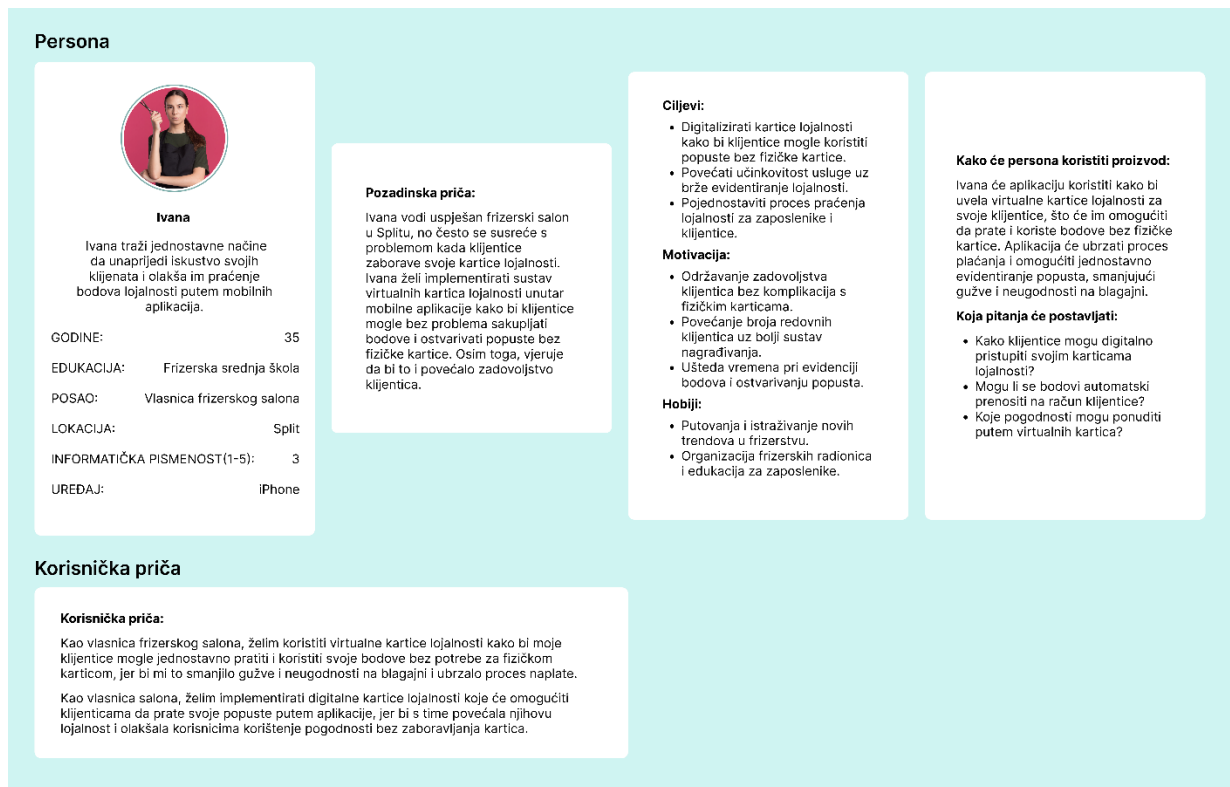 Persona
Ivana
Ivana traži jednostavne načine
da unaprijedi iskustvo svojih
klijenata i olakša im praćenje
bodova lojalnosti putem mobilnih
aplikacija.
GODINE: 35
EDUKACIJA: Frizerska srednja škola
POSAO: Vlasnica frizerskog salona
LOKACIJA: Split
INFORMATIČKA PISMENOST(1-5): 3
UREĐAJ: iPhone
Pozadinska priča:
Ivana vodi uspješan frizerski salon
u Splitu, no često se susreće s
problemom kada klijentice
zaborave svoje kartice lojalnosti.
Ivana želi implementirati sustav
virtualnih kartica lojalnosti unutar
mobilne aplikacije kako bi klijentice
mogle bez problema sakupljati
bodove i ostvarivati popuste bez
fizičke kartice. Osim toga, vjeruje
da bi to i povećalo zadovoljstvo
klijentica.
Ciljevi:
• Digitalizirati kartice lojalnosti
kako bi klijentice mogle koristiti
popuste bez fizičke kartice.
• Povećati učinkovitost usluge uz
brže evidentiranje lojalnosti.
• Pojednostaviti proces praćenja
lojalnosti za zaposlenike i
klijentice.
Motivacija:
• Održavanje zadovoljstva
klijentica bez komplikacija s
fizičkim karticama.
• Povećanje broja redovnih
klijentica uz bolji sustav
nagrađivanja.
• Ušteda vremena pri evidenciji
bodova i ostvarivanju popusta.
Hobiji:
• Putovanja i istraživanje novih
trendova u frizerstvu.
• Organizacija frizerskih radionica
i edukacija za zaposlenike.
Kako će persona koristiti proizvod:
Ivana će aplikaciju koristiti kako bi
uvela virtualne kartice lojalnosti za
svoje klijentice, što će im omogućiti
da prate i koriste bodove bez fizičke
kartice. Aplikacija će ubrzati proces
plaćanja i omogućiti jednostavno
evidentiranje popusta, smanjujući
gužve i neugodnosti na blagajni.
Koja pitanja će postavljati:
• Kako klijentice mogu digitalno
pristupiti svojim karticama
lojalnosti?
• Mogu li se bodovi automatski
prenositi na račun klijentice?
• Koje pogodnosti mogu ponuditi
putem virtualnih kartica?
Korisnička priča
Korisnička priča:
Kao vlasnica frizerskog salona, želim koristiti virtualne kartice lojalnosti kako bi moje
klijentice mogle jednostavno pratiti i koristiti svoje bodove bez potrebe za fizičkom
karticom, jer bi mi to smanjilo gužve i neugodnosti na blagajni i ubrzalo proces naplate.
Kao vlasnica salona, želim implementirati digitalne kartice lojalnosti koje će omogućiti
klijenticama da prate svoje popuste putem aplikacije, jer bi s time povećala njihovu
lojalnost i olakšala korisnicima korištenje pogodnosti bez zaboravljanja kartica.